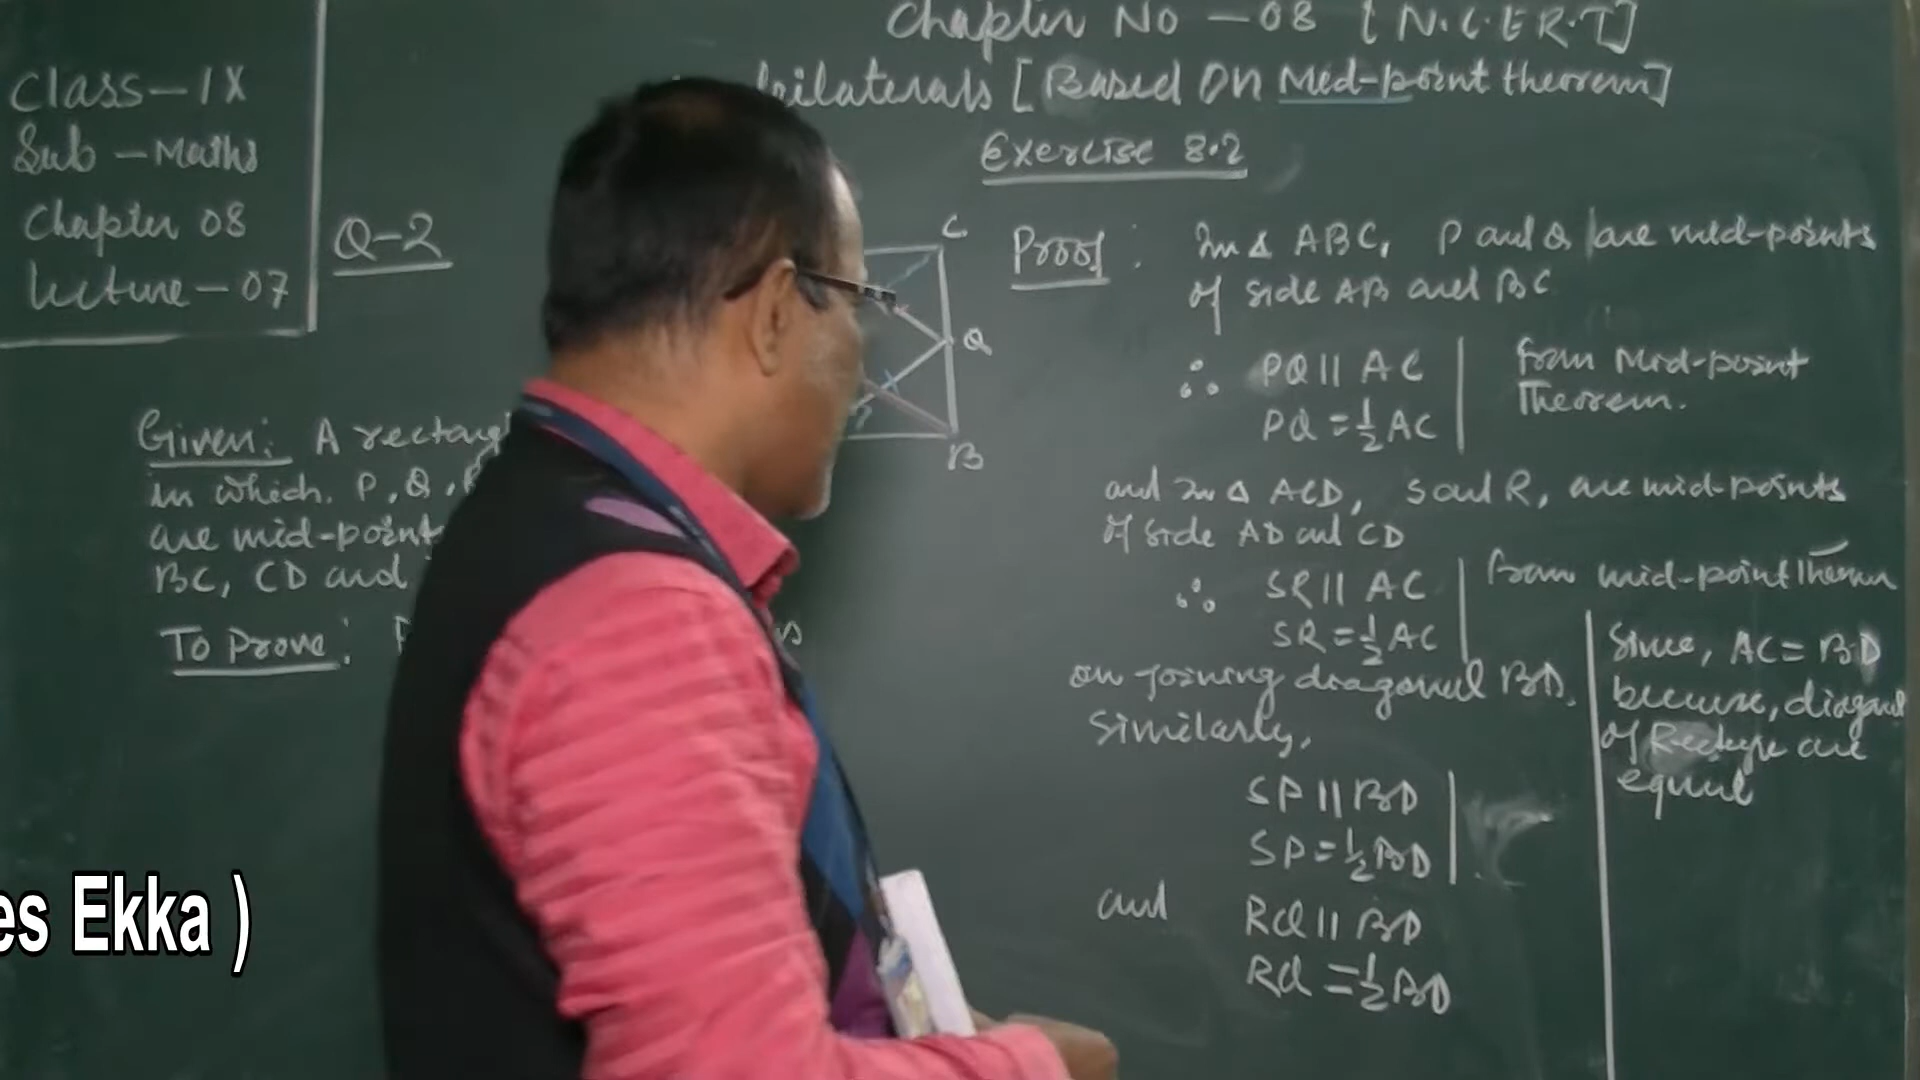 Chapter No – 08 [N.C.E.R.T]
ilaterals [Based On Med-point theorem]
Exercise 8.2
Class – IX
Sub – Maths
Chapter 08
Lecture – 07
Q-2
Given: A rectang
in which. P, Q,
are mid-point
BC, CD and
To Prove:
C
Q
B
Proof: In Δ ABC, P and Q are mid-points
of side AB and BC
∴ PQ || AC
PQ = 1/2 AC
from Mid-point
Theorem.
and In Δ ACD, S and R, are mid-points
of side AD and CD
∴ SR || AC
SR = 1/2 AC
from mid-point Theorem
on joining diagonal BD.
Similarly,
SP || BD
SP = 1/2 BD
and RQ || BD
RQ = 1/2 BD
Since, AC = BD
because, diagonal
of Rectangle are
equal
es Ekka )